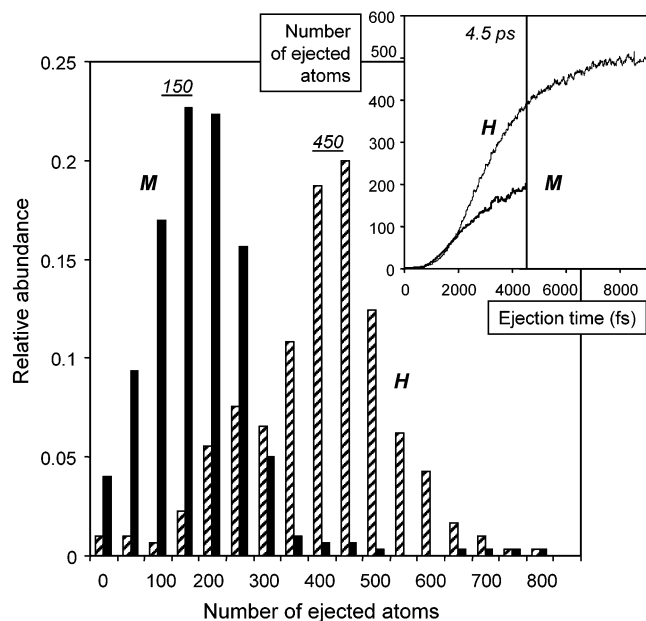 Number
of ejected
atoms
600
500
400
300
200
100
0
4.5 ps
H
M
0
2000
4000
6000
8000
Ejection time (fs)
0.25
0.2
0.15
0.1
0.05
0
Relative abundance
150
M
450
H
0
100
200
300
400
500
600
700
800
Number of ejected atoms